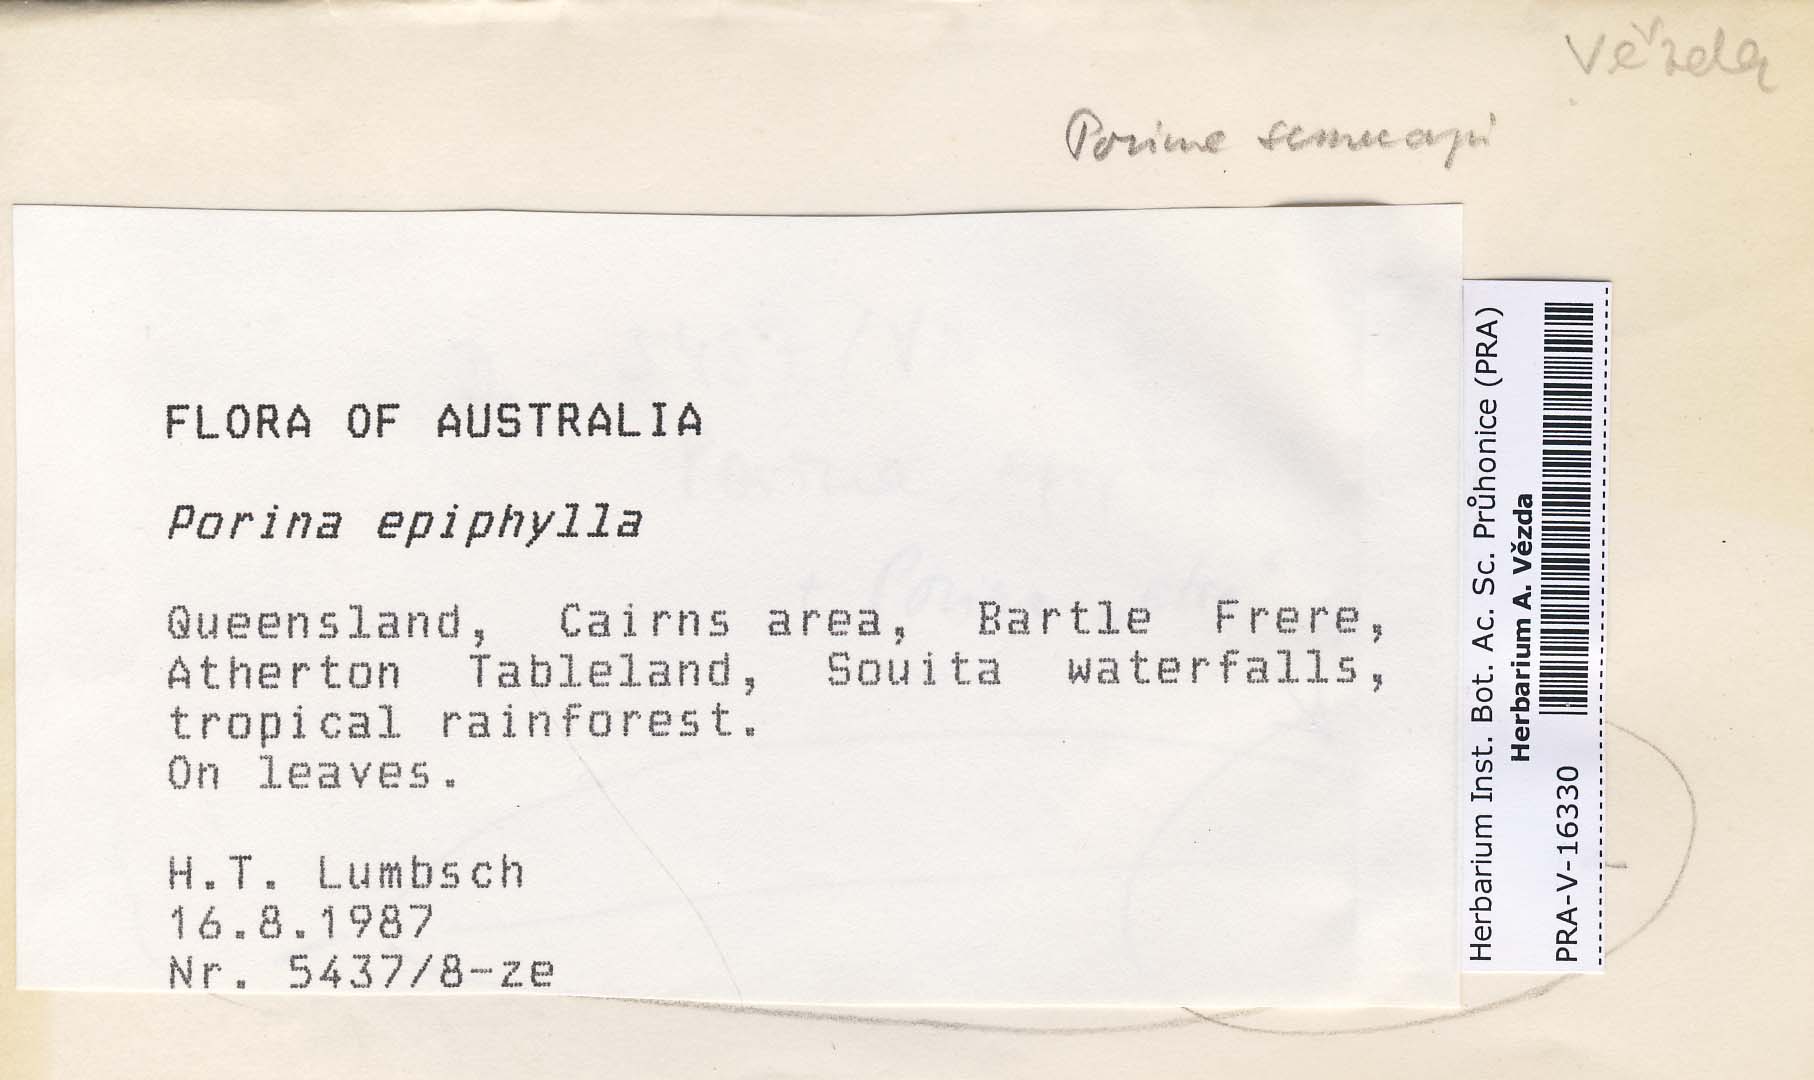 Vězda
Porina semecarpi
FLORA OF AUSTRALIA
Porina epiphylla
Queensland, Cairns area, Bartle Frere,
Atherton Tableland, Souita waterfalls,
tropical rainforest.
On leaves.
H.T. Lumbsch
16.8.1987
Nr. 5437/8-ze
Herbarium Inst. Bot. Ac. Sc. Průhonice (PRA)
Herbarium A. Vězda
PRA-V-16330